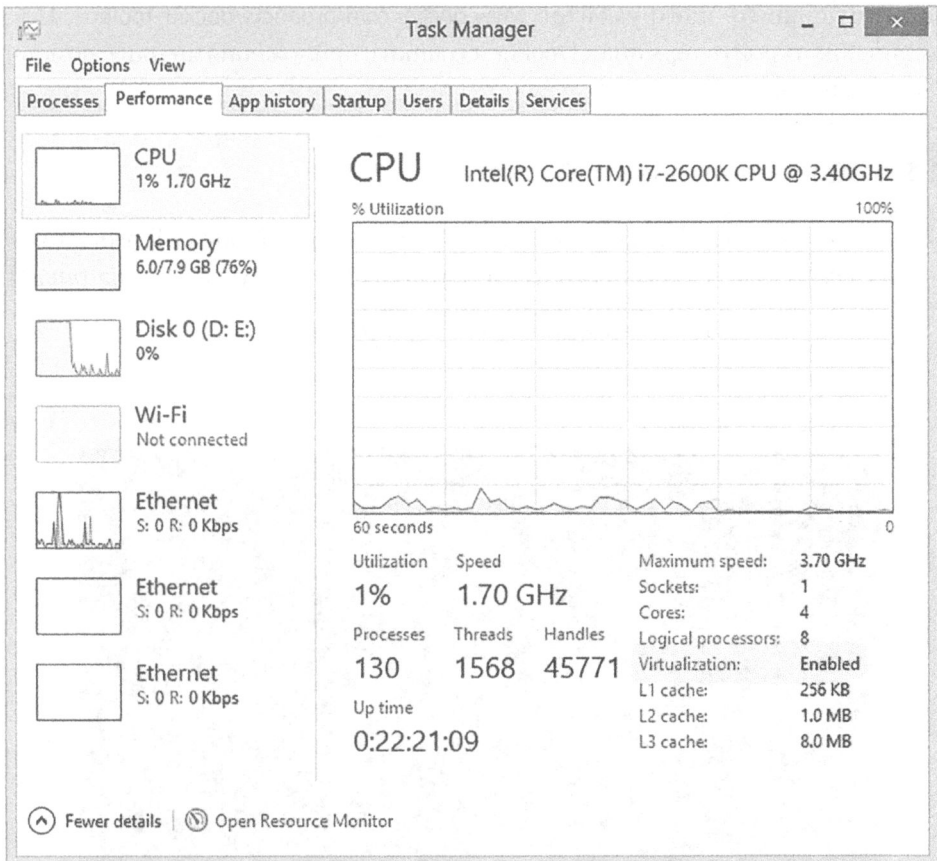 Task Manager
File Options View
Processes Performance App history Startup Users Details Services
CPU
1% 1.70 GHz
Memory
6.0/7.9 GB (76%)
Disk 0 (D: E:)
0%
Wi-Fi
Not connected
Ethernet
S: 0 R: 0 Kbps
Ethernet
S: 0 R: 0 Kbps
Ethernet
S: 0 R: 0 Kbps
CPU Intel(R) Core(TM) i7-2600K CPU @ 3.40GHz
% Utilization 100%
60 seconds 0
Utilization Speed
1% 1.70 GHz
Processes Threads Handles
130 1568 45771
Up time
0:22:21:09
Maximum speed: 3.70 GHz
Sockets: 1
Cores: 4
Logical processors: 8
Virtualization: Enabled
L1 cache: 256 KB
L2 cache: 1.0 MB
L3 cache: 8.0 MB
Fewer details Open Resource Monitor